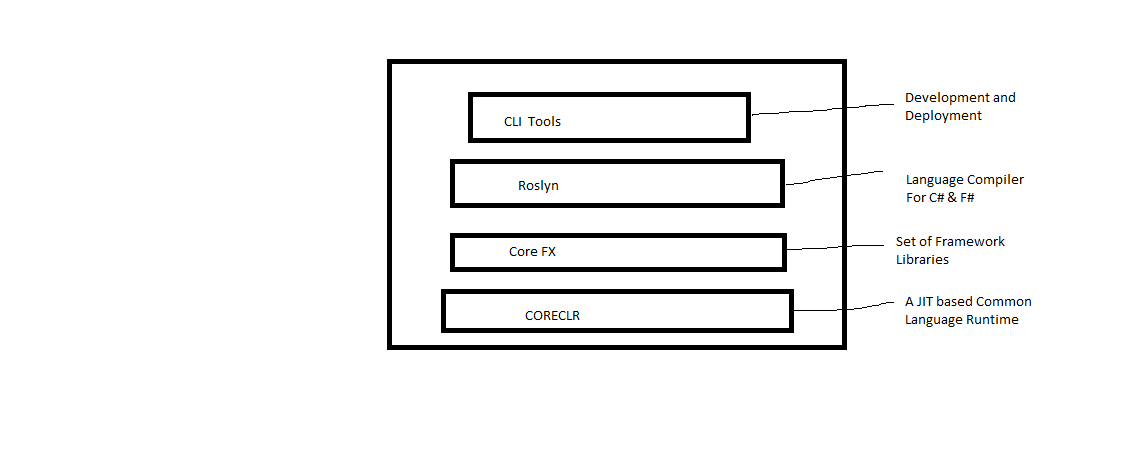 CLI Tools
Development and
Deployment
Roslyn
Language Compiler
For C# & F#
Core FX
Set of Framework
Libraries
CORECLR
A JIT based Common
Language Runtime